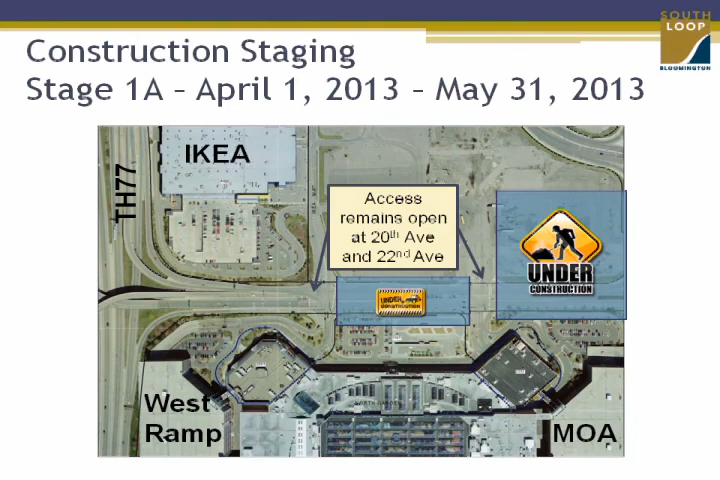 SOUTH
LOOP
BLOOMINGTON
Construction Staging
Stage 1A – April 1, 2013 – May 31, 2013
IKEA
TH77
Access
remains open
at 20th Ave
and 22nd Ave
UNDER
CONSTRUCTION
UNDER
CONSTRUCTION
West
Ramp
MOA